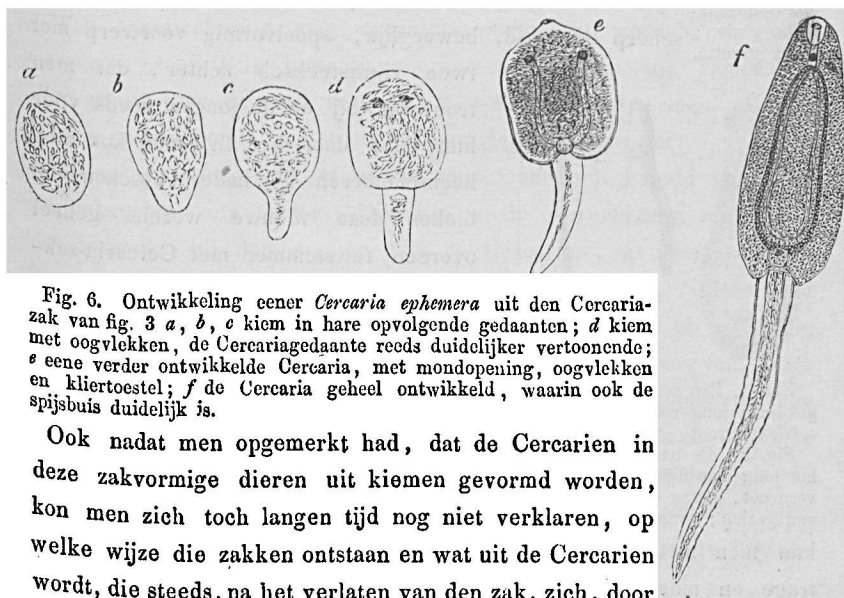 a
b
c
d
e
f
Fig. 6. Ontwikkeling eener Cercaria ephemera uit den Cercaria-
zak van fig. 3 a, b, c kiem in hare opvolgende gedaanten; d kiem
met oogvlekken, de Cercariagedaante reeds duidelijker vertoonende;
e eene verder ontwikkelde Cercaria, met mondopening, oogvlekken
en kliertoestel; f de Cercaria geheel ontwikkeld, waarin ook de
spijsbuis duidelijk is.
Ook nadat men opgemerkt had, dat de Cercarien in
deze zakvormige dieren uit kiemen gevormd worden,
kon men zich toch langen tijd nog niet verklaren, op
welke wijze die zakken ontstaan en wat uit de Cercarien
wordt, die steeds, na het verlaten van den zak, zich, door